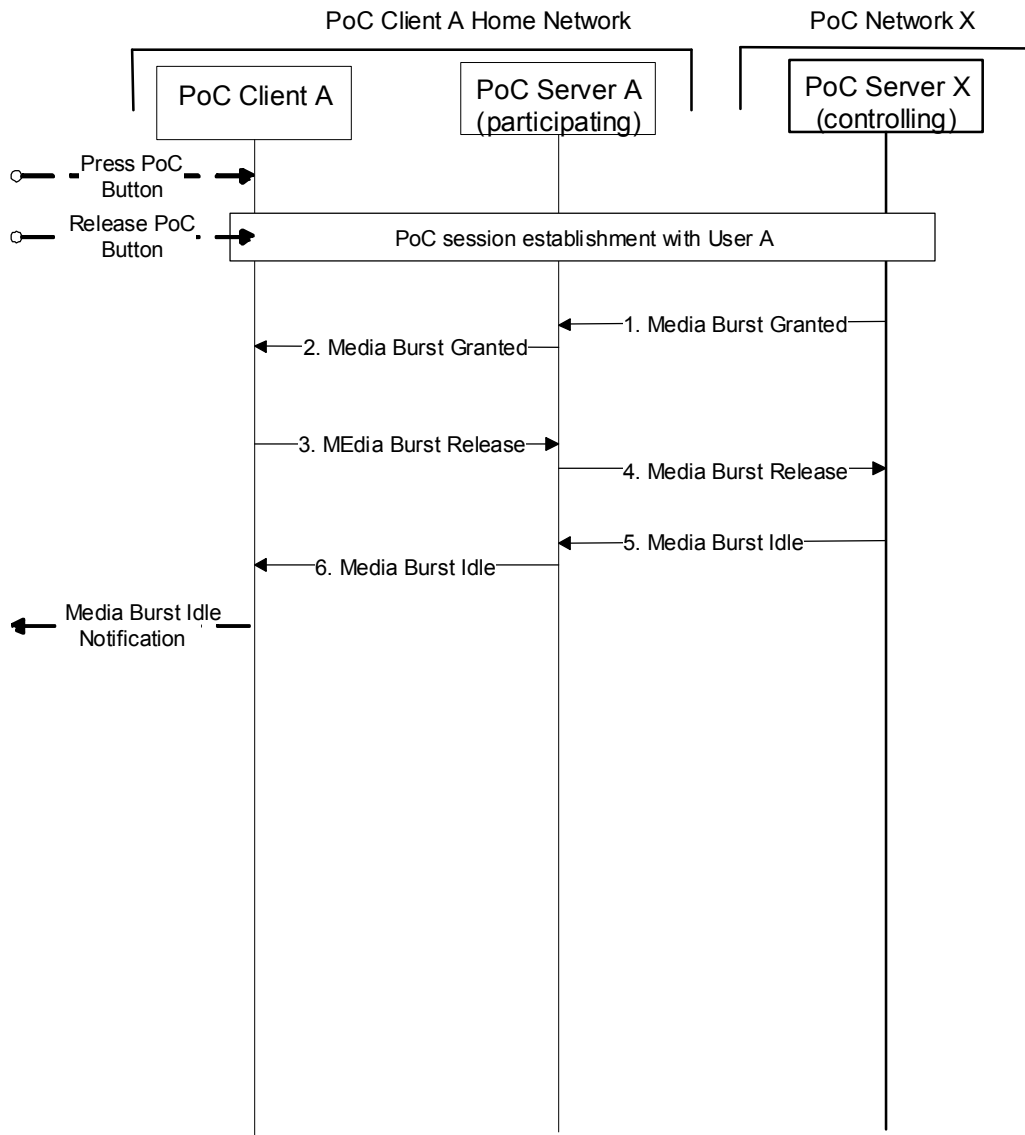 PoC Client A Home Network
PoC Network X
PoC Client A
PoC Server A
(participating)
PoC Server X
(controlling)
Press PoC
Button
Release PoC
Button
PoC session establishment with User A
1. Media Burst Granted
2. Media Burst Granted
3. MEdia Burst Release
4. Media Burst Release
5. Media Burst Idle
6. Media Burst Idle
Media Burst Idle
Notification